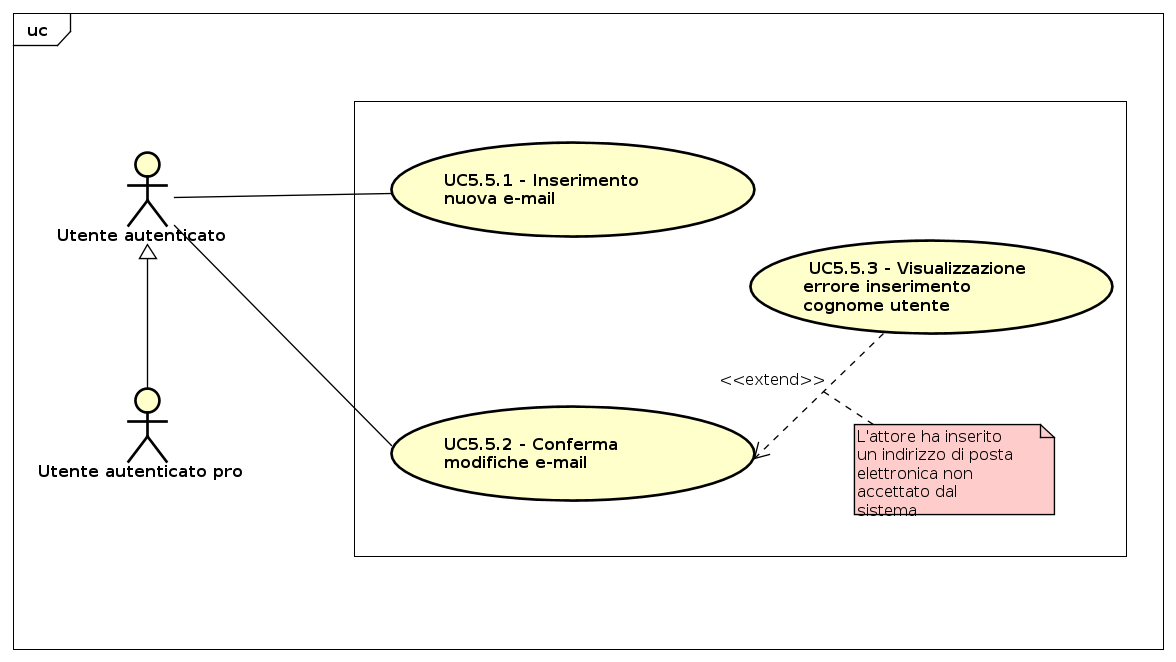 uc
UC5.5.1 - Inserimento
nuova e-mail
Utente autenticato
UC5.5.3 - Visualizzazione
errore inserimento
cognome utente
<<extend>>
UC5.5.2 - Conferma
modifiche e-mail
L'attore ha inserito
un indirizzo di posta
elettronica non
accettato dal
sistema
Utente autenticato pro